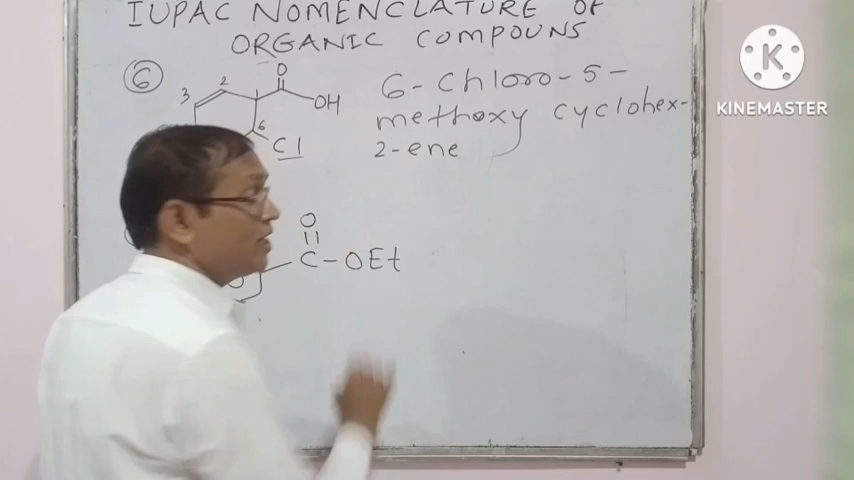 IUPAC NOMENCLATURE OF
ORGANIC COMPOUNS
6
O
3
2
OH
6
Cl
6-chloro-5-
methoxy cyclohex-
2-ene
O
C-OEt
K
KINEMASTER